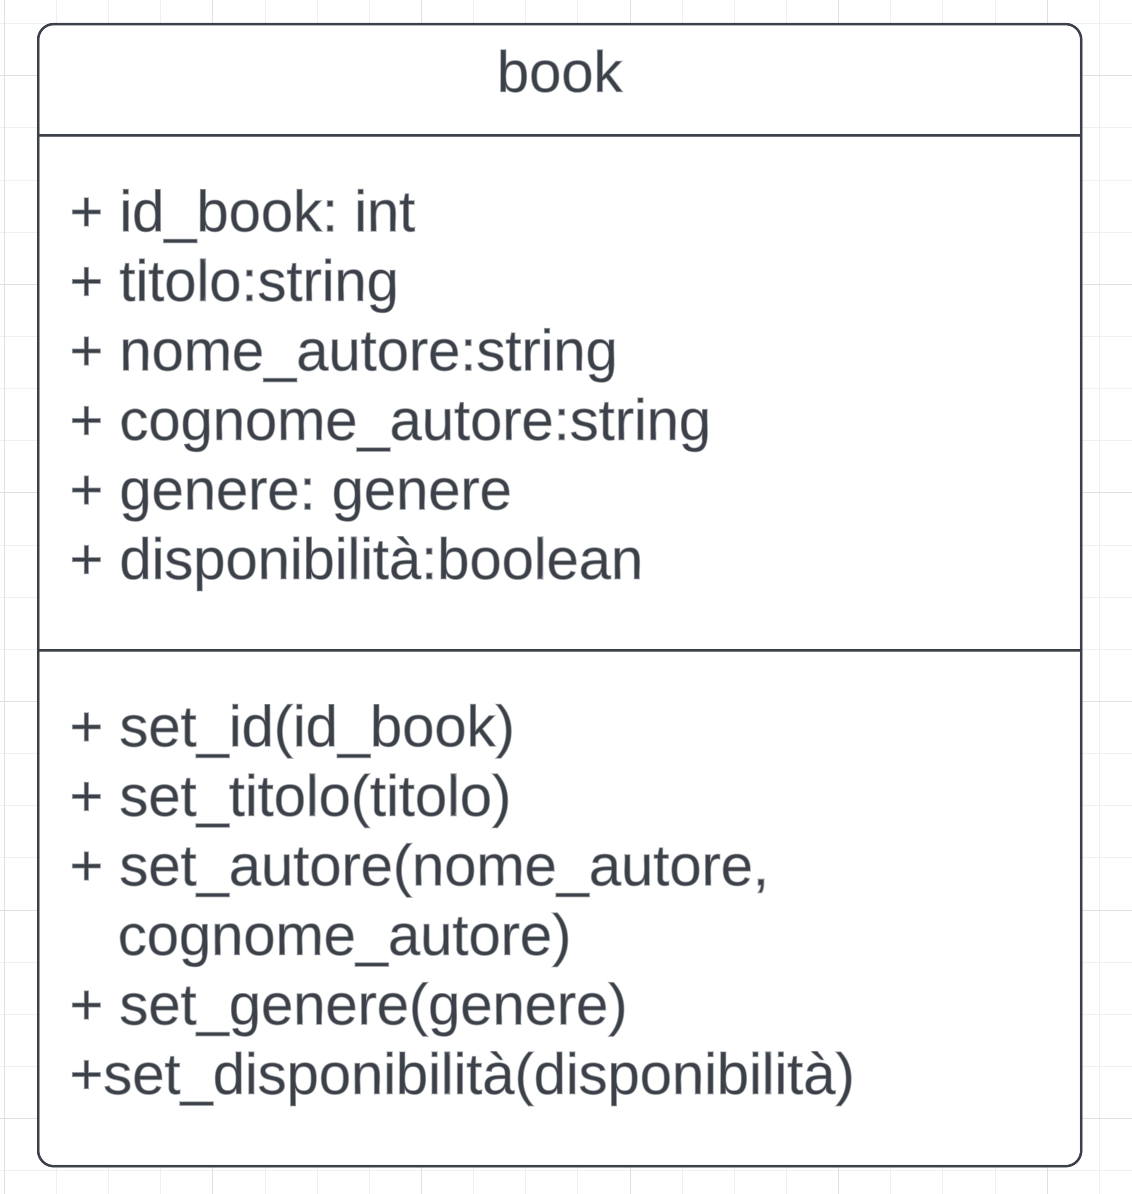 book
+ id_book: int
+ titolo:string
+ nome_autore:string
+ cognome_autore:string
+ genere: genere
+ disponibilità:boolean
+ set_id(id_book)
+ set_titolo(titolo)
+ set_autore(nome_autore,
cognome_autore)
+ set_genere(genere)
+set_disponibilità(disponibilità)